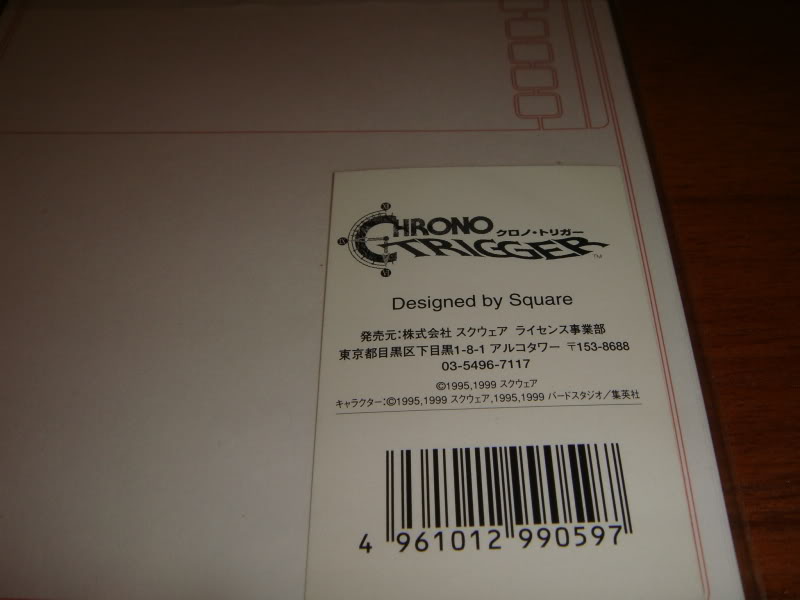 CHRONO
クロノ・トリガー
TRIGGER™
Designed by Square
発売元:株式会社 スクウェア ライセンス事業部
東京都目黒区下目黒1-8-1 アルコタワー 〒153-8688
03-5496-7117
©1995,1999 スクウェア
キャラクター:©1995,1999 スクウェア,1995,1999 バードスタジオ/集英社
4 961012 990597